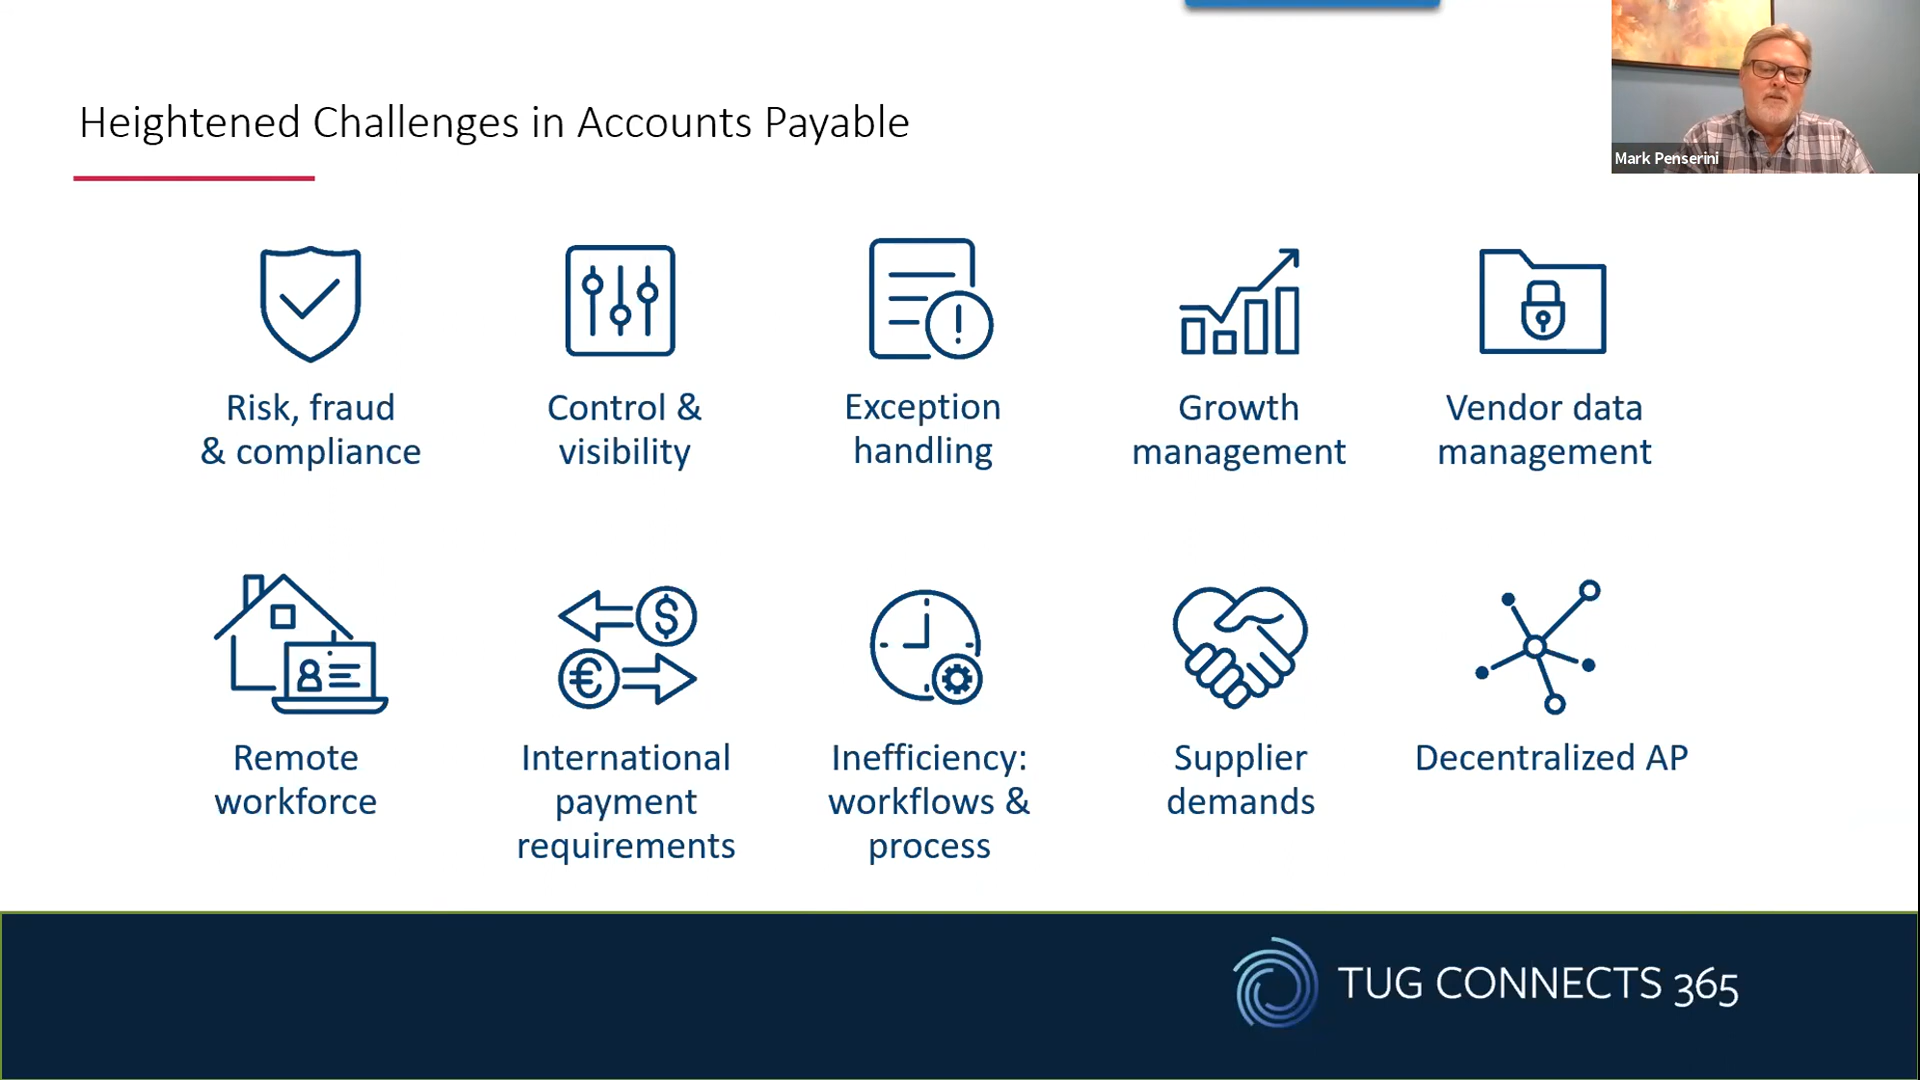 Heightened Challenges in Accounts Payable
Mark Penserini
Risk, fraud
& compliance
Control &
visibility
Exception
handling
Growth
management
Vendor data
management
Remote
workforce
International
payment
requirements
Inefficiency:
workflows &
process
Supplier
demands
Decentralized AP
TUG CONNECTS 365